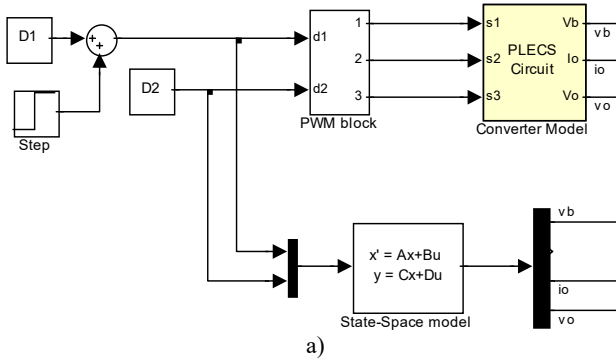 D1
+
+
Step
D2
d1
d2
1
2
3
PWM block
s1
s2
s3
PLECS
Circuit
Vb
Io
Vo
Converter Model
vb
io
vo
x' = Ax+Bu
y = Cx+Du
State-Space model
vb
io
vo
a)